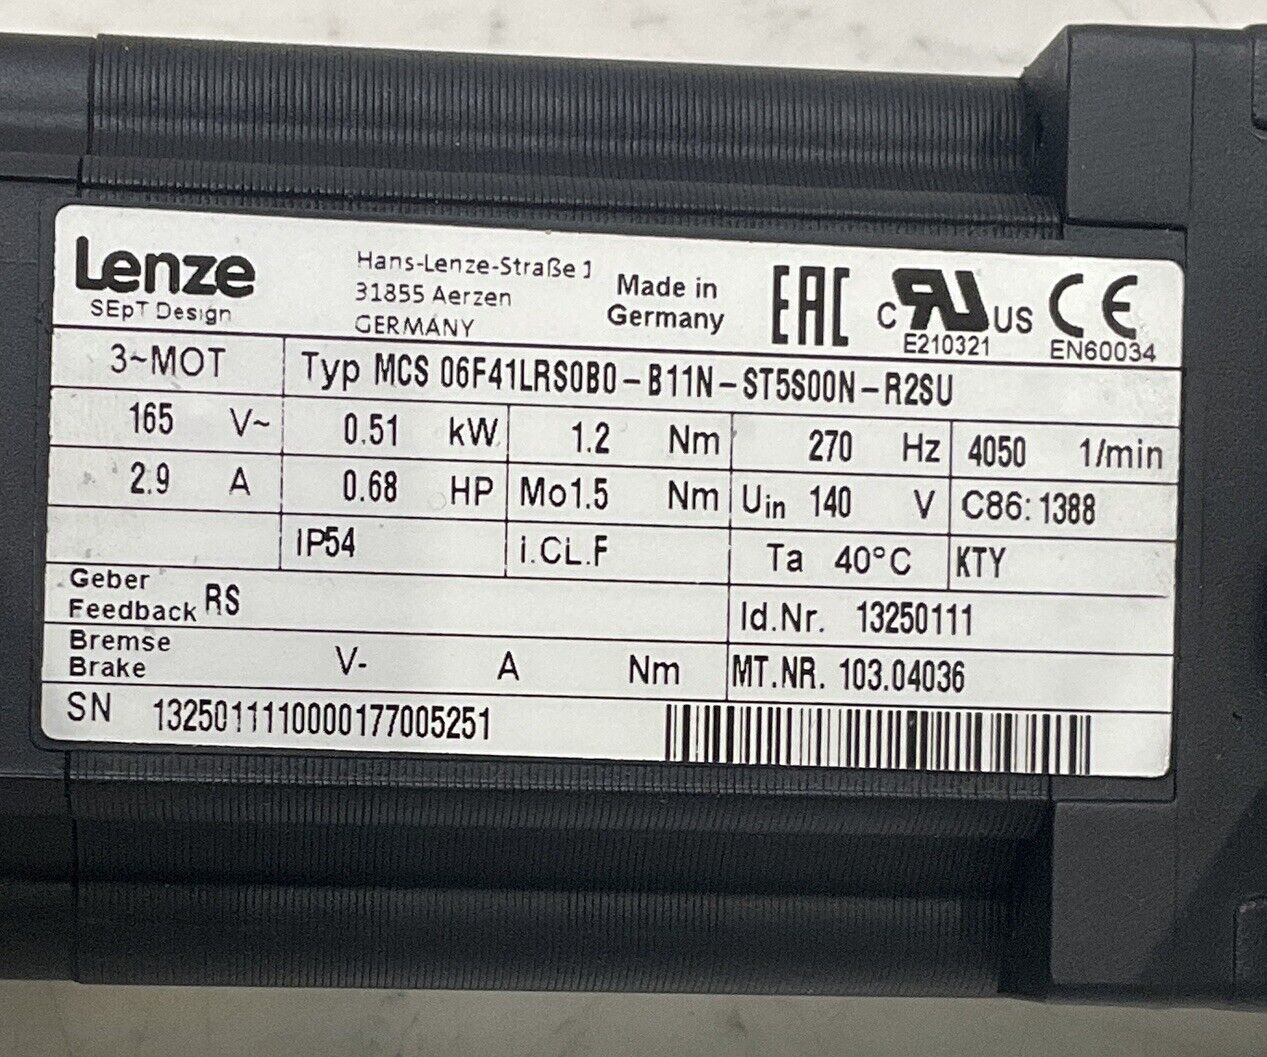 Lenze
SEpT Design
Hans-Lenze-Straße 1
31855 Aerzen
GERMANY
Made in
Germany
EAC
c RU US
E210321
CE
EN60034
3~MOT Typ MCS 06F41LRS0B0-B11N-ST5S00N-R2SU
165 V~ 0.51 kW 1.2 Nm 270 Hz 4050 1/min
2.9 A 0.68 HP Mo1.5 Nm Uin 140 V C86: 1388
IP54 i.CL.F Ta 40°C KTY
Geber
Feedback RS
Id.Nr. 13250111
Bremse
Brake V- A Nm MT.NR. 103.04036
SN 1325011110000177005251